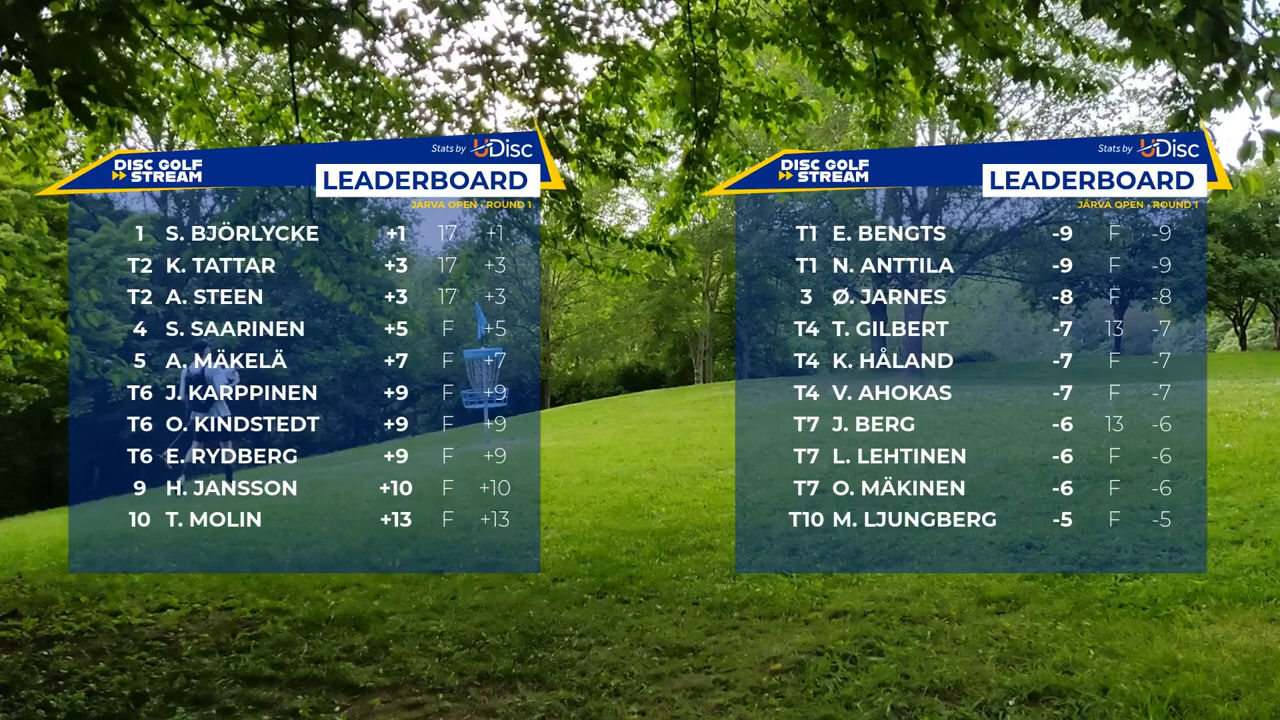 Stats by UDisc
DISC GOLF
STREAM
LEADERBOARD
JÄRVA OPEN - ROUND 1
1 S. BJÖRLYCKE +1 17 +1
T2 K. TATTAR +3 17 +3
T2 A. STEEN +3 17 +3
4 S. SAARINEN +5 F +5
5 A. MÄKELÄ +7 F +7
T6 J. KARPPINEN +9 F +9
T6 O. KINDSTEDT +9 F +9
T6 E. RYDBERG +9 F +9
9 H. JANSSON +10 F +10
10 T. MOLIN +13 F +13
Stats by UDisc
DISC GOLF
STREAM
LEADERBOARD
JÄRVA OPEN - ROUND 1
T1 E. BENGTS -9 F -9
T1 N. ANTTILA -9 F -9
3 Ø. JARNES -8 F -8
T4 T. GILBERT -7 13 -7
T4 K. HÅLAND -7 F -7
T4 V. AHOKAS -7 F -7
T7 J. BERG -6 13 -6
T7 L. LEHTINEN -6 F -6
T7 O. MÄKINEN -6 F -6
T10 M. LJUNGBERG -5 F -5